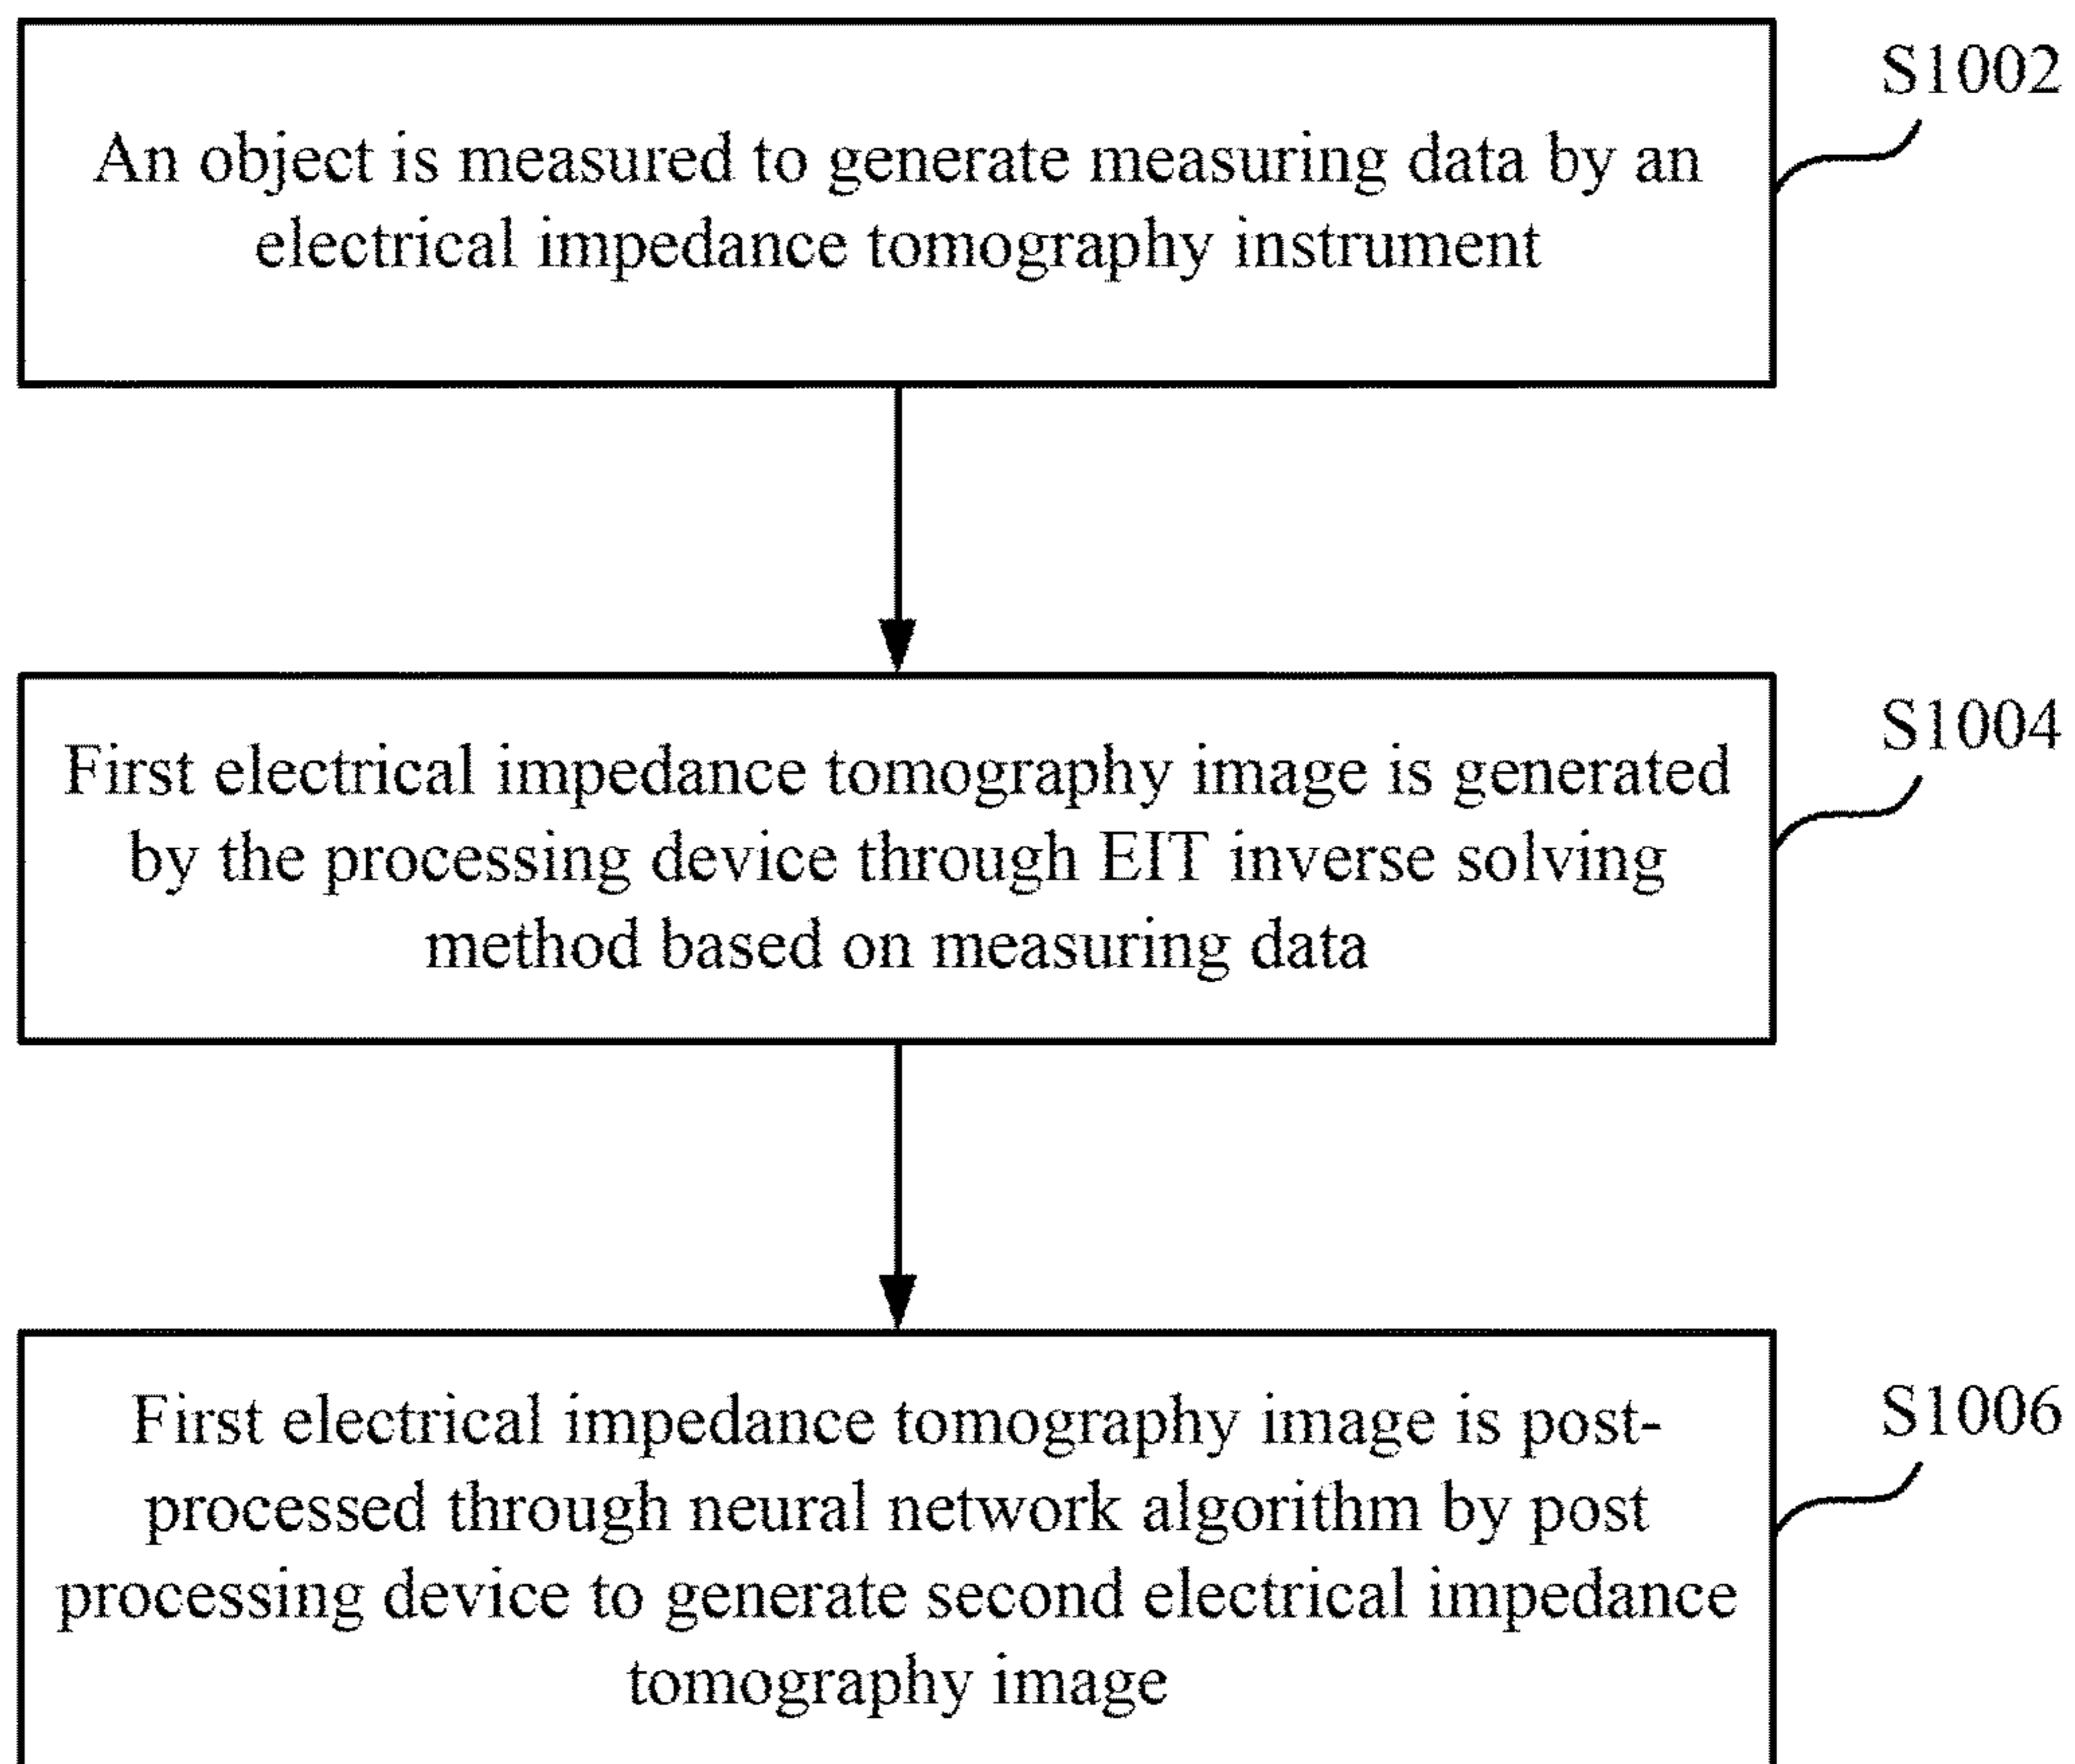 S1002
An object is measured to generate measuring data by an
electrical impedance tomography instrument
S1004
First electrical impedance tomography image is generated
by the processing device through EIT inverse solving
method based on measuring data
S1006
First electrical impedance tomography image is post-
processed through neural network algorithm by post
processing device to generate second electrical impedance
tomography image